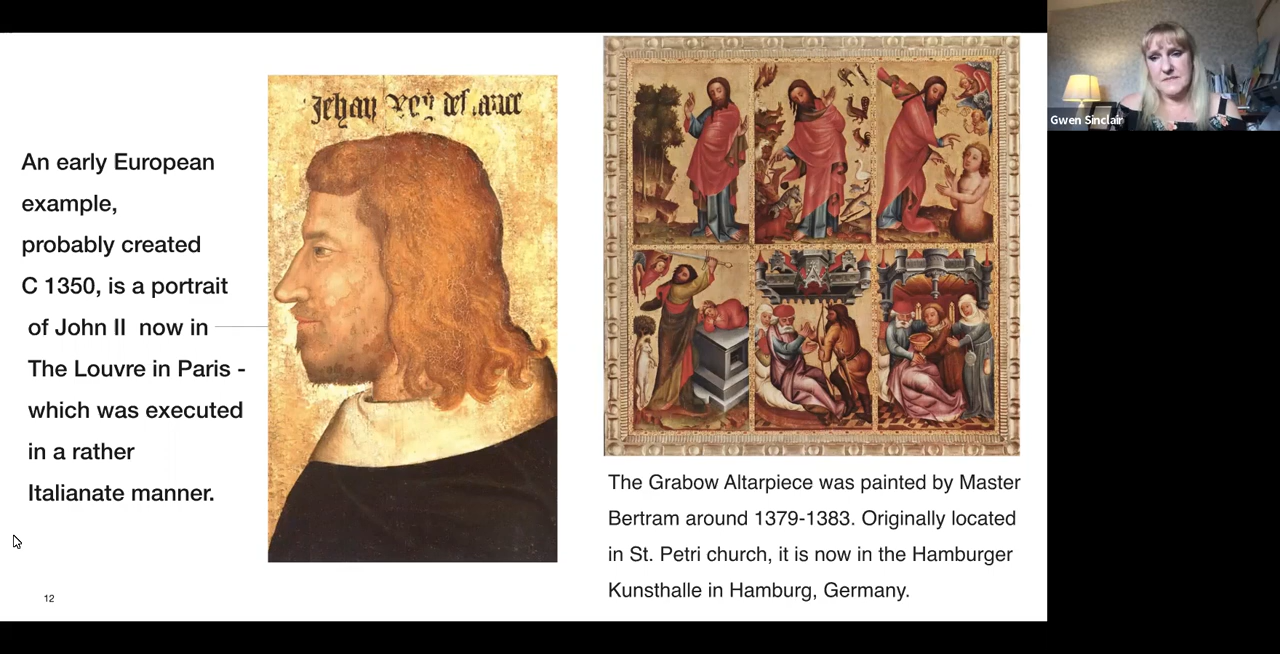 An early European
example,
probably created
C 1350, is a portrait
of John II now in
The Louvre in Paris -
which was executed
in a rather
Italianate manner.
12
Jehan rey de
The Grabow Altarpiece was painted by Master
Bertram around 1379-1383. Originally located
in St. Petri church, it is now in the Hamburger
Kunsthalle in Hamburg, Germany.
Gwen Sinclair